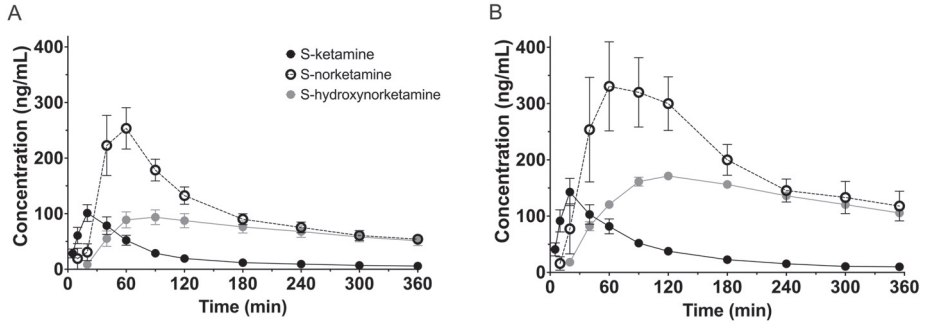 A
Concentration (ng/mL)
400
300
200
100
0
0 60 120 180 240 300 360
Time (min)
S-ketamine
S-norketamine
S-hydroxynorketamine
B
Concentration (ng/mL)
400
300
200
100
0
0 60 120 180 240 300 360
Time (min)